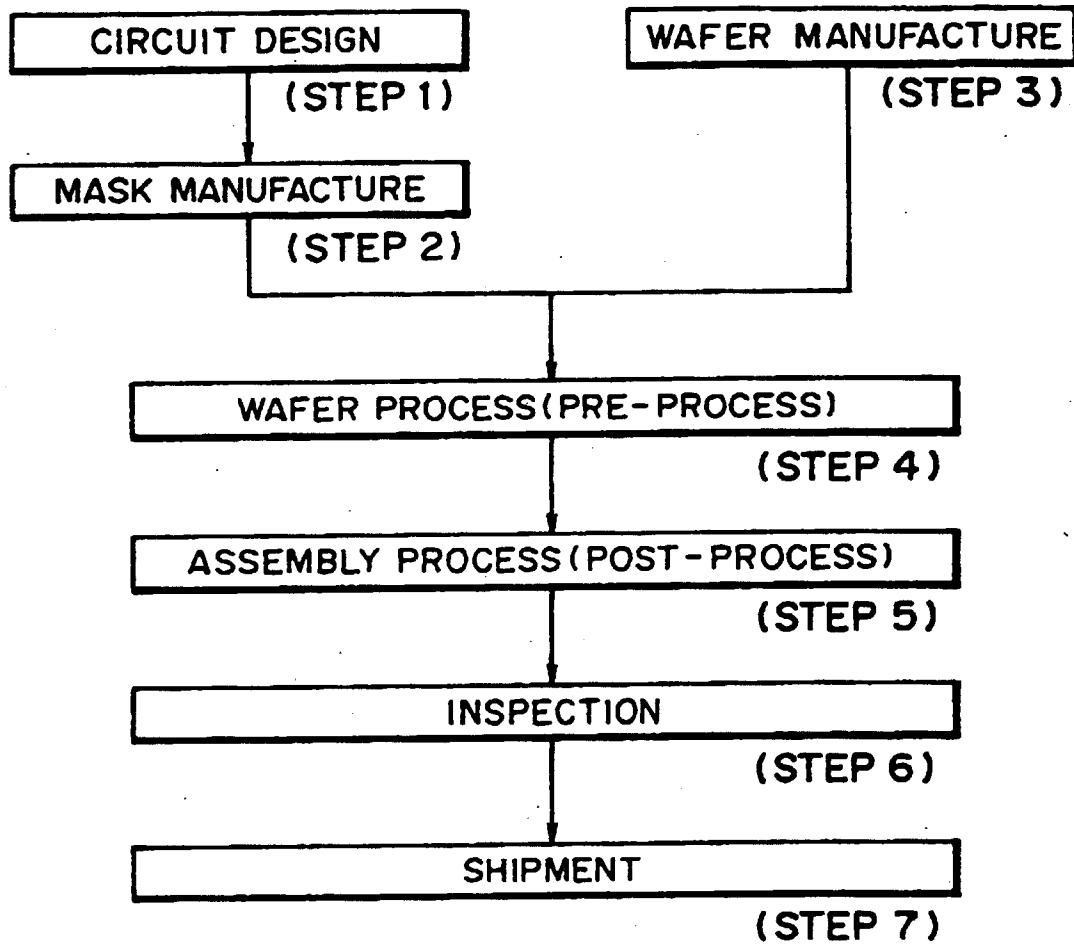 CIRCUIT DESIGN
(STEP 1)
MASK MANUFACTURE
(STEP 2)
WAFER MANUFACTURE
(STEP 3)
WAFER PROCESS (PRE-PROCESS)
(STEP 4)
ASSEMBLY PROCESS (POST-PROCESS)
(STEP 5)
INSPECTION
(STEP 6)
SHIPMENT
(STEP 7)